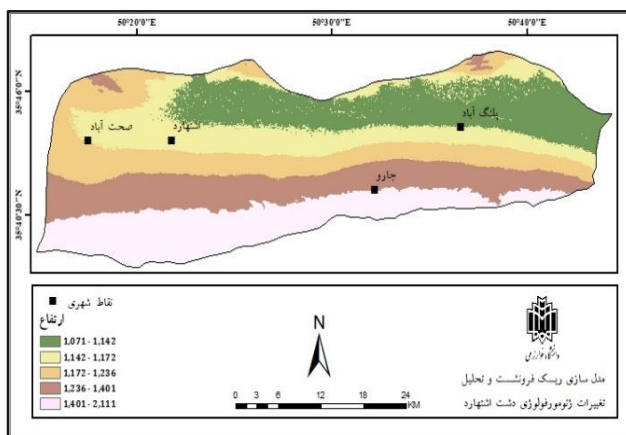 50°20'0"E 50°30'0"E 50°40'0"E
35°46'0"N
35°40'30"N
پلنگ آباد
اشتهارد
صحت آباد
جارو
نقاط شهری
ارتفاع
1,071 - 1,142
1,142 - 1,172
1,172 - 1,236
1,236 - 1,401
1,401 - 2,111
N
0 3 6 12 18 24
KM
دانشگاه خوارزمی
مدل سازی ریسک فرونشست و تحلیل
تغییرات ژئومورفولوژی دشت اشتهارد